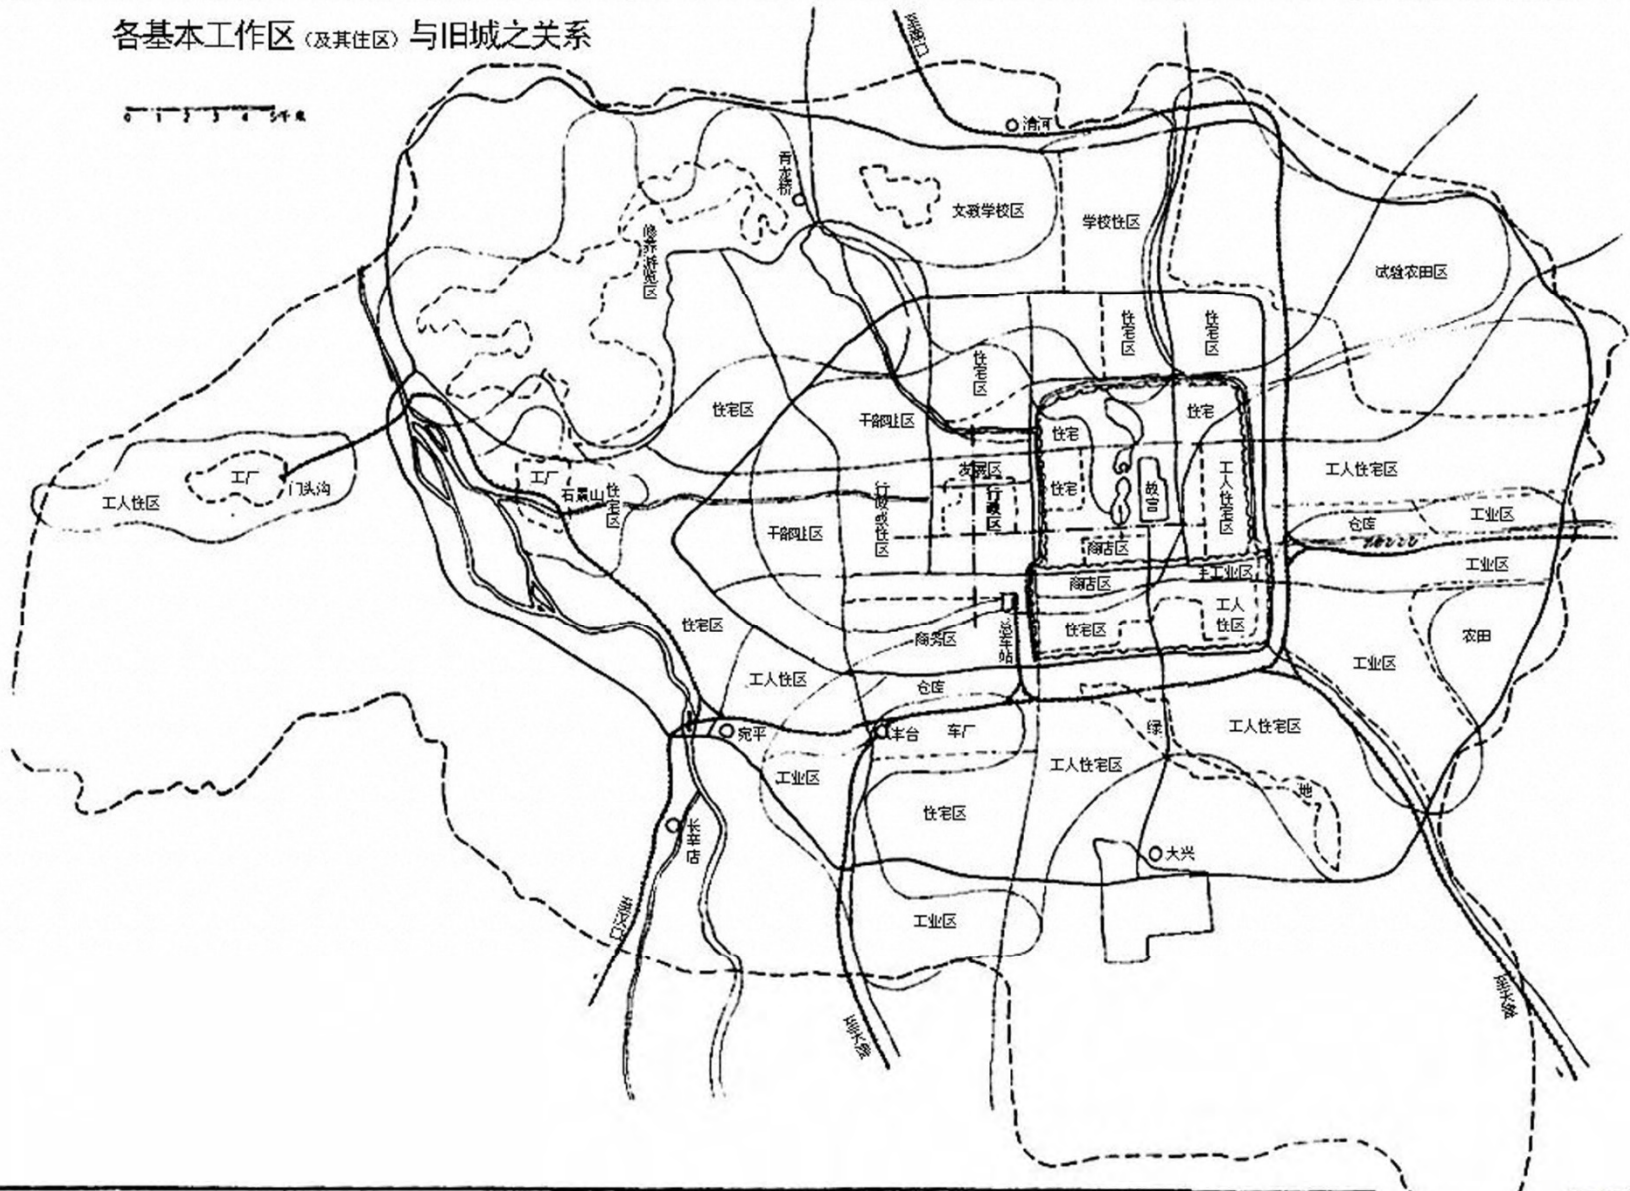 各基本工作区（及其住区）与旧城之关系
0 1 2 3 4 5千米
清河
青龙桥
文教学校区
学校住区
修养游览区
试验农田区
住宅区
住宅区
住宅区
住宅区
干部住区
住宅
住宅
发展区
工人住宅区
工厂
门头沟
工人住区
工厂
石景山
住宅区
住宅
故宫
工人住宅区
行政区
仓库
工业区
干部住区
商店区
工业区
商店区
手工业区
住宅区
住宅区
工人住区
农田
商务区
总车站
工业区
工人住区
仓库
宛平
丰台
车厂
绿
工人住宅区
工人住宅区
工业区
地
住宅区
长辛店
大兴
工业区
至汉口